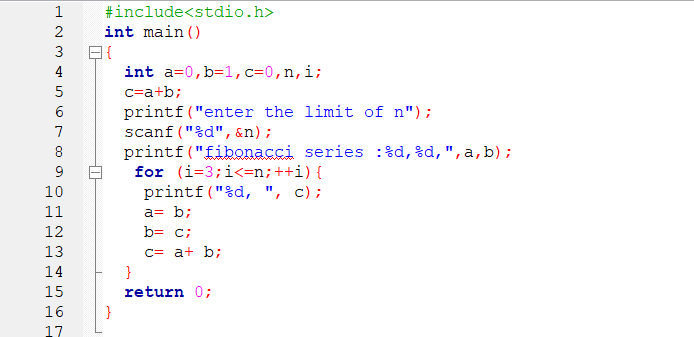 1 #include<stdio.h>
2 int main()
3 {
4 int a=0,b=1,c=0,n,i;
5 c=a+b;
6 printf("enter the limit of n");
7 scanf("%d",&n);
8 printf("fibonacci series :%d,%d,",a,b);
9 for (i=3;i<=n;++i){
10 printf("%d, ", c);
11 a= b;
12 b= c;
13 c= a+ b;
14 }
15 return 0;
16 }
17